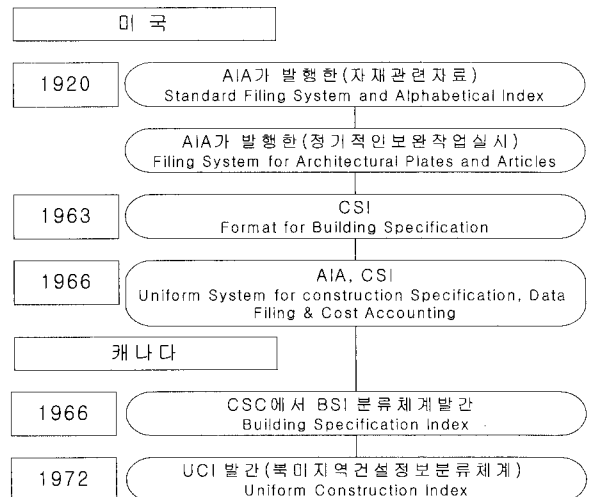 미 국
1920
AIA가 발행한(자재관련자료)
Standard Filing System and Alphabetical Index
AIA가 발행한(정기적인보완작업실시)
Filing System for Architectural Plates and Articles
1963
CSI
Format for Building Specification
1966
AIA, CSI
Uniform System for construction Specification, Data
Filing & Cost Accounting
캐나다
1966
CSC에서 BSI 분류체계발간
Building Specification Index
1972
UCI 발간(북미지역건설정보분류체계)
Uniform Construction Index